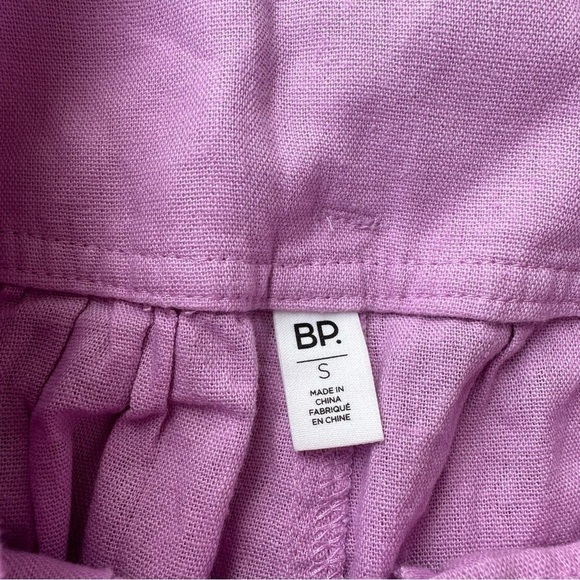 BP.
S
MADE IN
CHINA
FABRIQUÉ
EN CHINE